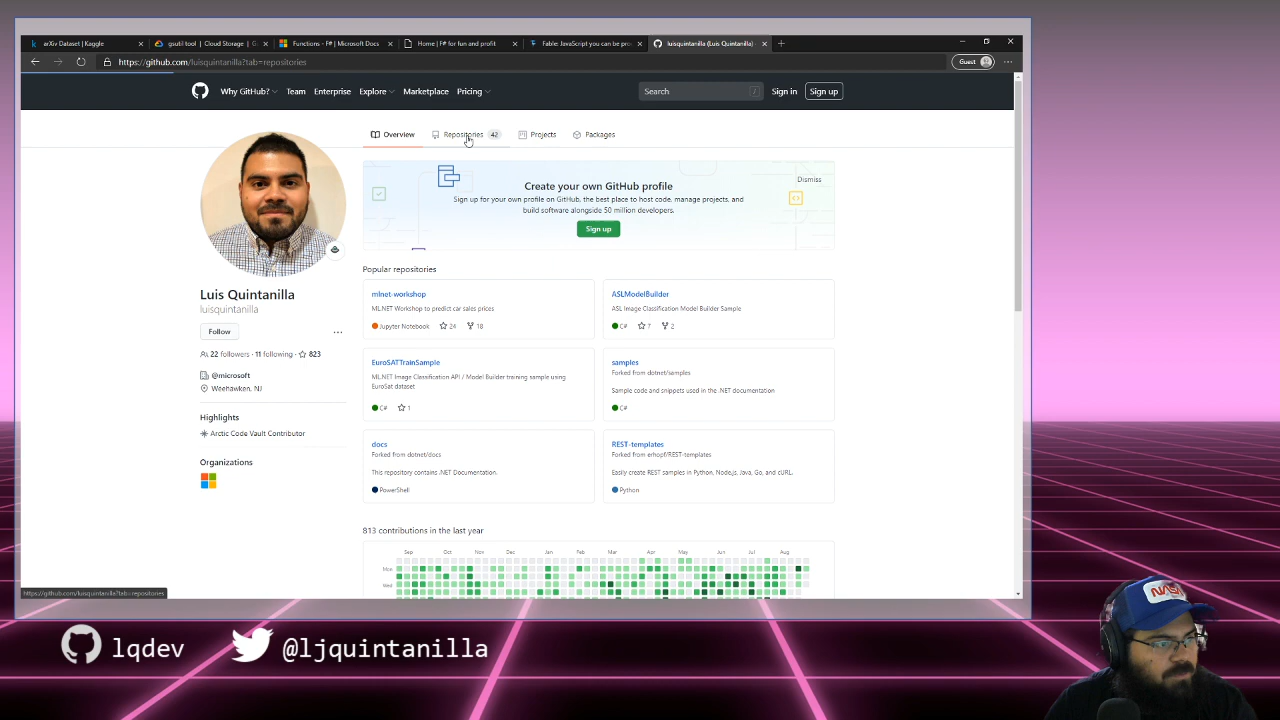 arXiv Dataset | Kaggle
gsutil tool | Cloud Storage | G
Functions - F# | Microsoft Docs
Home | F# for fun and profit
Fable: JavaScript you can be pro
luisquintanilla (Luis Quintanilla)
https://github.com/luisquintanilla?tab=repositories
Guest
Why GitHub?
Team
Enterprise
Explore
Marketplace
Pricing
Search
/
Sign in
Sign up
Overview
Repositories 42
Projects
Packages
Create your own GitHub profile
Dismiss
Sign up for your own profile on GitHub, the best place to host code, manage projects, and
build software alongside 50 million developers.
Sign up
Luis Quintanilla
luisquintanilla
Follow
22 followers · 11 following · 823
@microsoft
Weehawken, NJ
Highlights
Arctic Code Vault Contributor
Organizations
Popular repositories
mlnet-workshop
ML.NET Workshop to predict car sales prices
Jupyter Notebook 24 18
ASLModelBuilder
ASL Image Classification Model Builder Sample
C# 7 2
EuroSATTrainSample
ML.NET Image Classification API / Model Builder training sample using
EuroSat dataset
C# 1
samples
Forked from dotnet/samples
Sample code and snippets used in the .NET documentation
C#
docs
Forked from dotnet/docs
This repository contains .NET Documentation.
PowerShell
REST-templates
Forked from erhopf/REST-templates
Easily create REST samples in Python, Node.js, Java, Go, and cURL.
Python
813 contributions in the last year
Sep Oct Nov Dec Jan Feb Mar Apr May Jun Jul Aug
Mon
Wed
https://github.com/luisquintanilla?tab=repositories
lqdev
@ljquintanilla
NASA